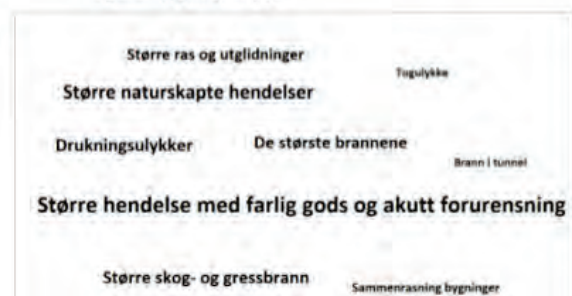 Større ras og utglidninger
Togulykke
Større naturskapte hendelser
Drukningsulykker
De største brannene
Brann i tunnel
Større hendelse med farlig gods og akutt forurensning
Større skog- og gressbrann
Sammenrasning bygninger